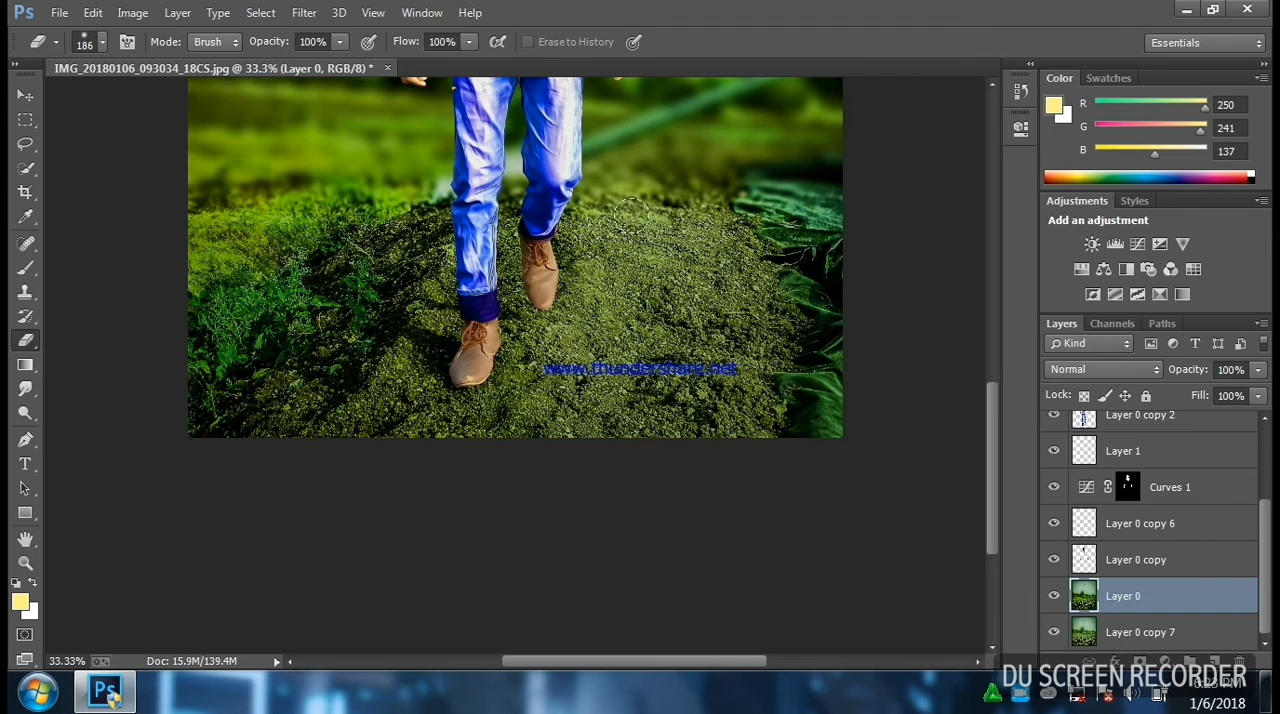 Ps File Edit Image Layer Type Select Filter 3D View Window Help
186 Mode: Brush Opacity: 100% Flow: 100% Erase to History Essentials
IMG_20180106_093034_18CS.jpg @ 33.3% (Layer 0, RGB/8) * ×
Color Swatches
R 250
G 241
B 137
Adjustments Styles
Add an adjustment
Layers Channels Paths
Kind
Normal Opacity: 100%
Lock: Fill: 100%
Layer 0 copy 2
Layer 1
Curves 1
Layer 0 copy 6
Layer 0 copy
Layer 0
Layer 0 copy 7
www.thundershare.net
33.33% Doc: 15.9M/139.4M
DU SCREEN RECORDER
Ps
1/6/2018